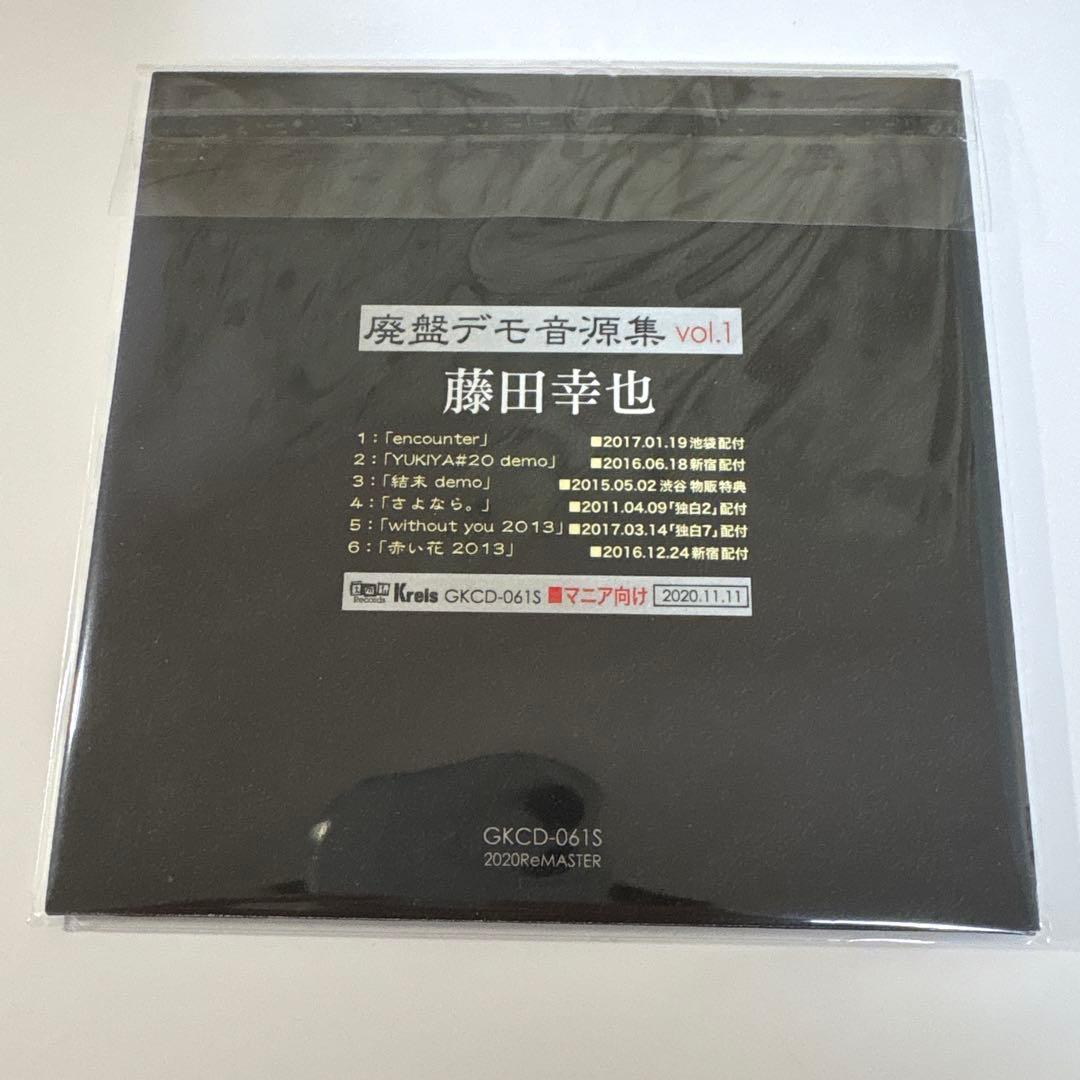 廃盤デモ音源集 vol.1
藤田幸也
1：「encounter」 ■2017.01.19 池袋配付
2：「YUKIYA#20 demo」 ■2016.06.18 新宿配付
3：「結末 demo」 ■2015.05.02 渋谷 物販 特典
4：「さよなら。」 ■2011.04.09「独白2」配付
5：「without you 2013」 ■2017.03.14「独白7」配付
6：「赤い花 2013」 ■2016.12.24 新宿配付
Records Kreis GKCD-061S ■マニア向け 2020.11.11
GKCD-061S
2020ReMASTER